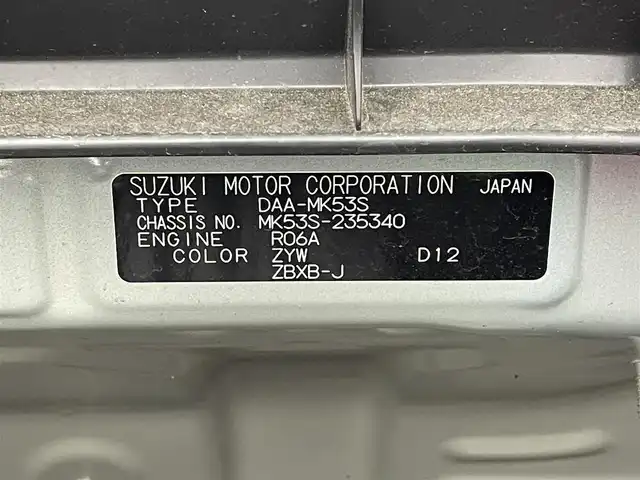 SUZUKI MOTOR CORPORATION JAPAN
TYPE DAA-MK53S
CHASSIS NO. MK53S-235340
ENGINE R06A
COLOR ZYW D12
ZBXB-J